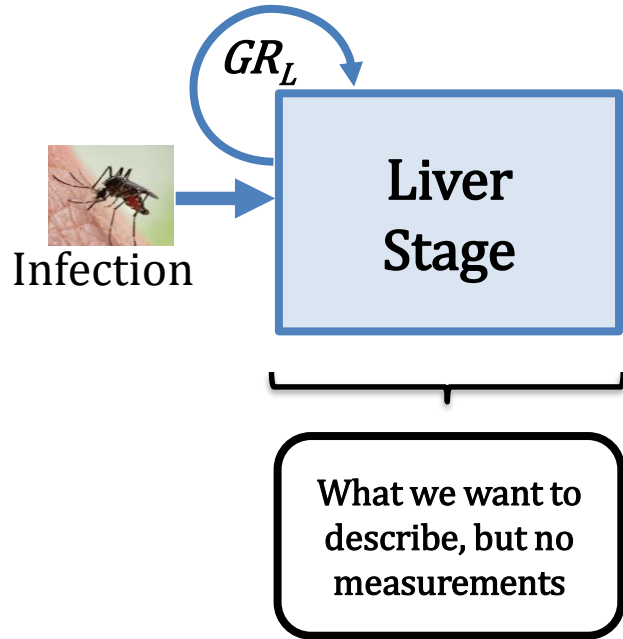 GR_L
Infection
Liver
Stage
What we want to
describe, but no
measurements